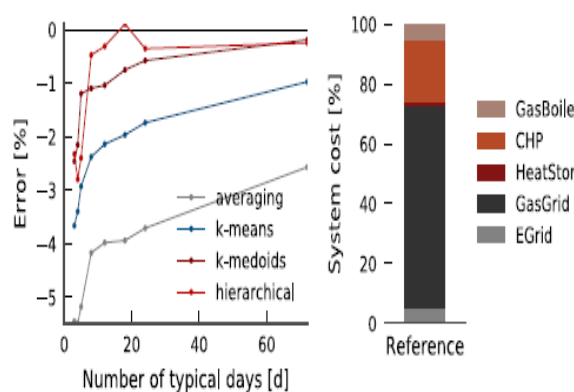 0
−1
−2
−3
−4
−5
Error [%]
0
20
40
60
Number of typical days [d]
averaging
k-means
k-medoids
hierarchical
100
80
60
40
20
0
System cost [%]
Reference
GasBoile
CHP
HeatStor
GasGrid
EGrid